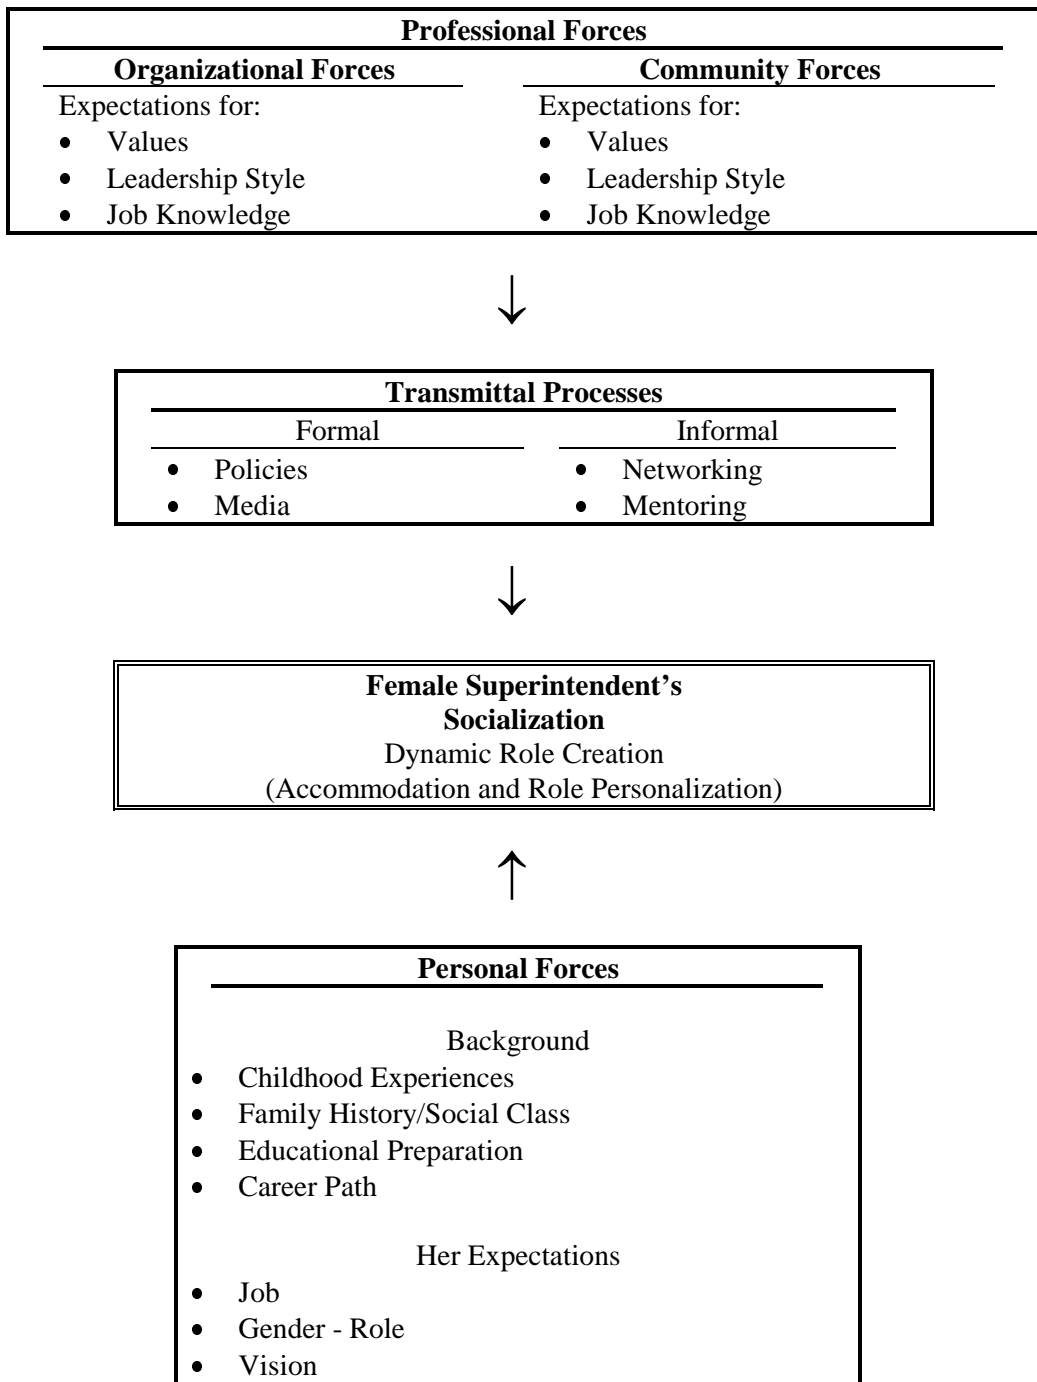 Professional Forces
Organizational Forces
Expectations for:
• Values
• Leadership Style
• Job Knowledge
Community Forces
Expectations for:
• Values
• Leadership Style
• Job Knowledge
↓
Transmittal Processes
Formal
• Policies
• Media
Informal
• Networking
• Mentoring
↓
Female Superintendent’s
Socialization
Dynamic Role Creation
(Accommodation and Role Personalization)
↑
Personal Forces
Background
• Childhood Experiences
• Family History/Social Class
• Educational Preparation
• Career Path
Her Expectations
• Job
• Gender - Role
• Vision